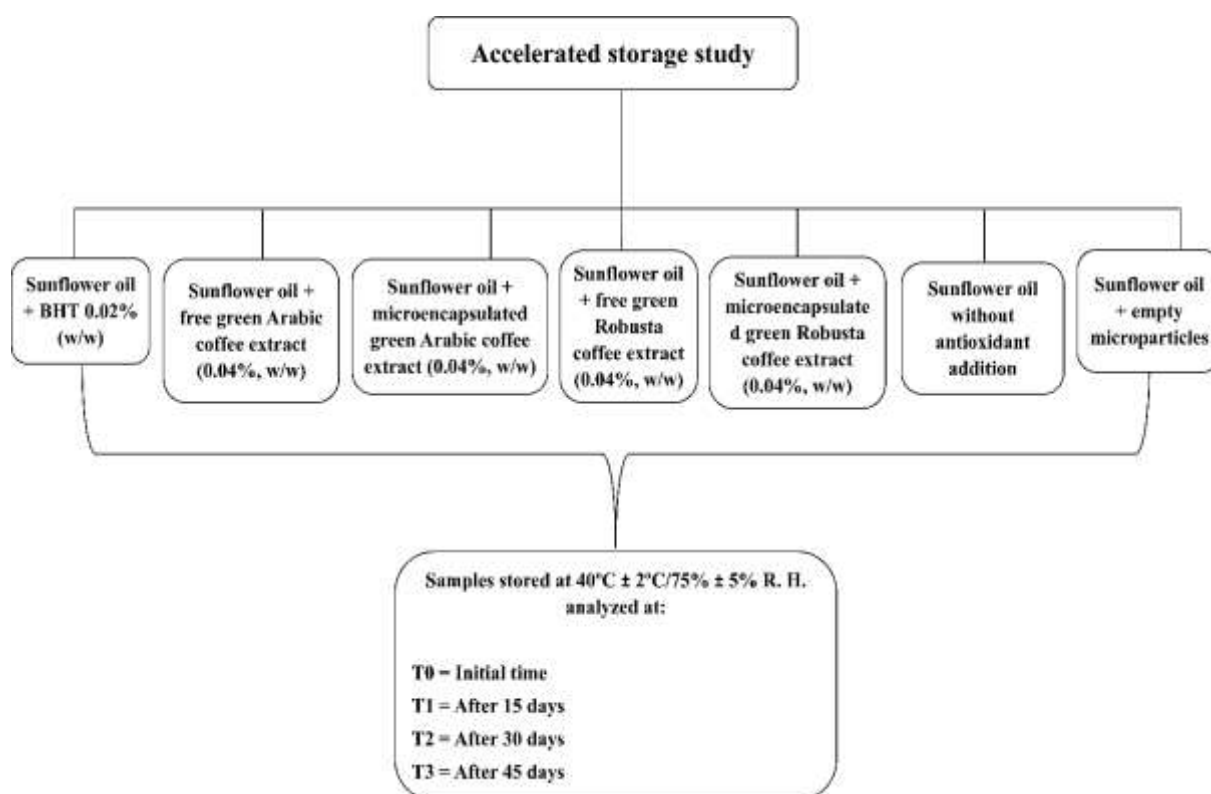 Accelerated storage study
Sunflower oil
+ BHT 0.02%
(w/w)
Sunflower oil +
free green Arabic
coffee extract
(0.04%, w/w)
Sunflower oil +
microencapsulated
green Arabic coffee
extract (0.04%, w/w)
Sunflower oil
+ free green
Robusta
coffee extract
(0.04%, w/w)
Sunflower oil +
microencapsulate
d green Robusta
coffee extract
(0.04%, w/w)
Sunflower oil
without
antioxidant
addition
Sunflower oil
+ empty
microparticles
Samples stored at 40ºC ± 2ºC/75% ± 5% R. H.
analyzed at:
T0 = Initial time
T1 = After 15 days
T2 = After 30 days
T3 = After 45 days